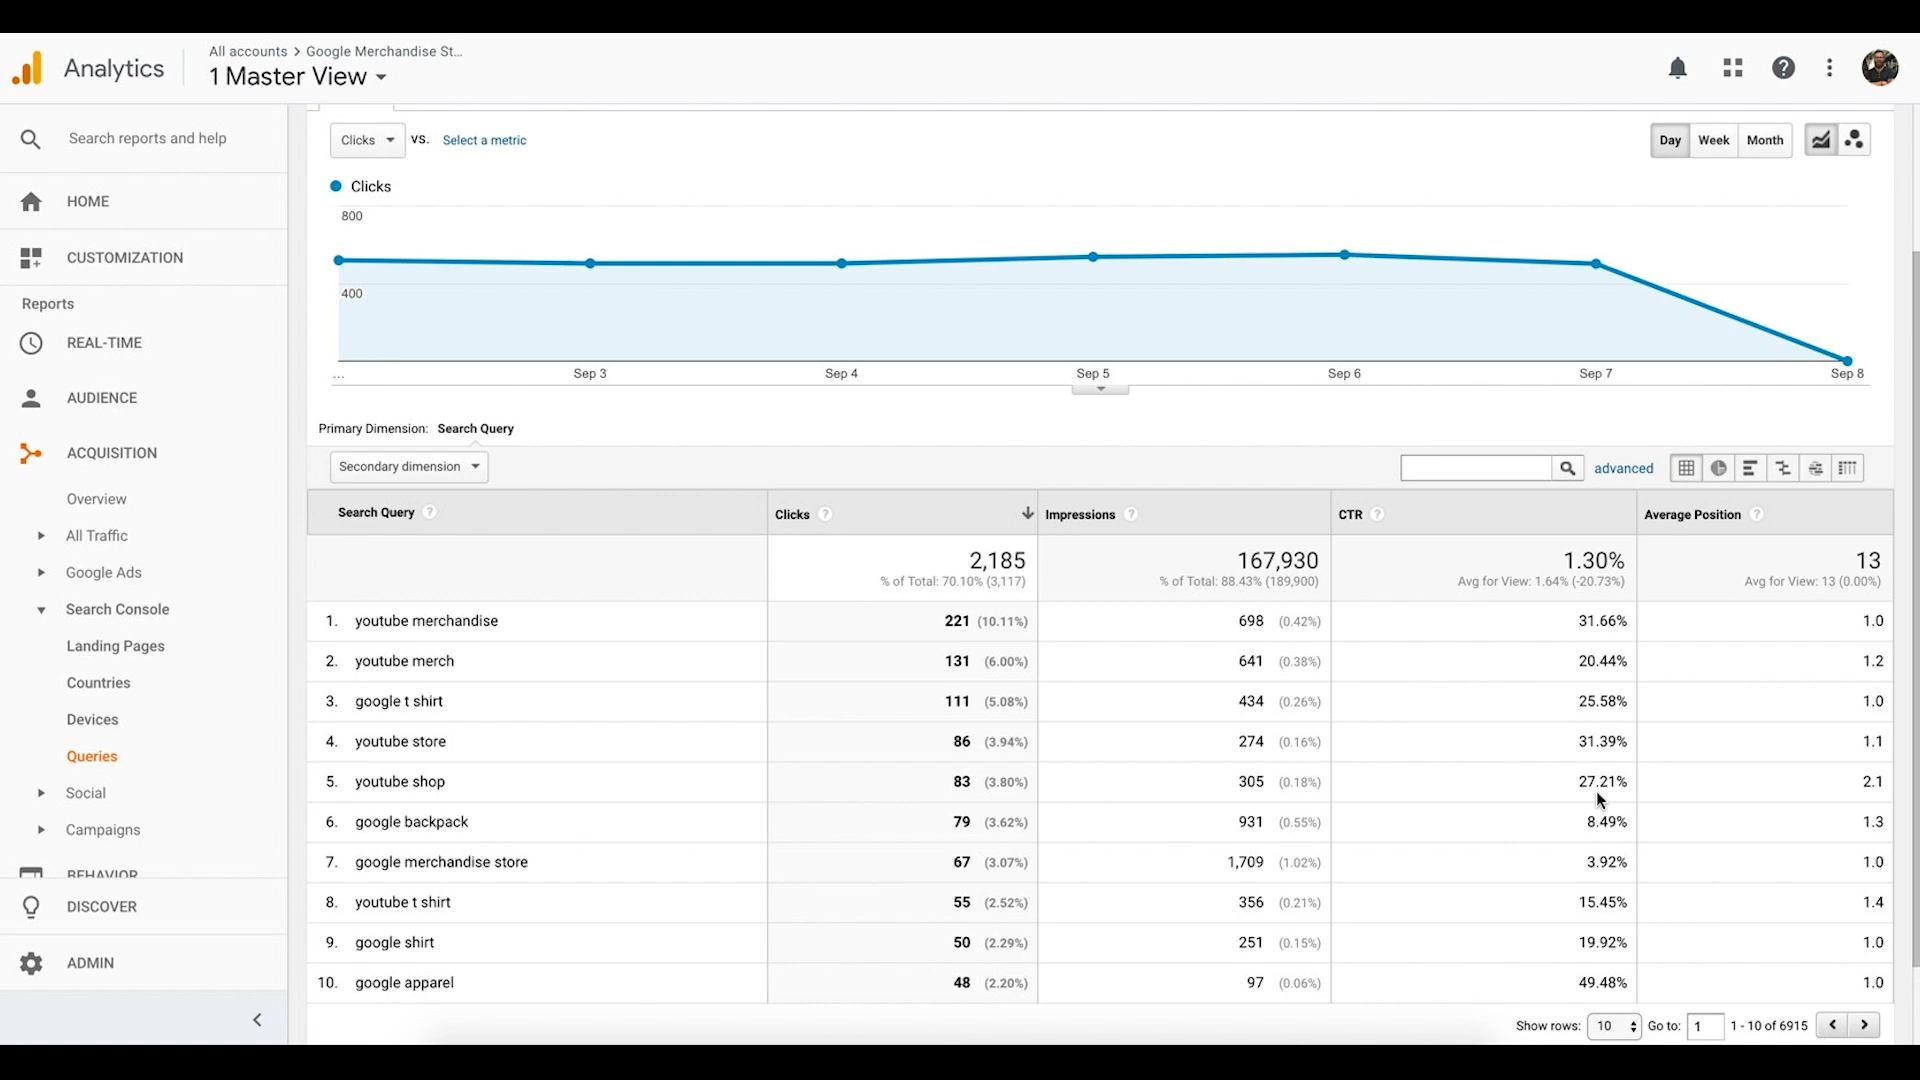 Analytics
All accounts > Google Merchandise St...
1 Master View
Search reports and help
HOME
CUSTOMIZATION
Reports
REAL-TIME
AUDIENCE
ACQUISITION
Overview
All Traffic
Google Ads
Search Console
Landing Pages
Countries
Devices
Queries
Social
Campaigns
BEHAVIOR
DISCOVER
ADMIN
Clicks VS. Select a metric
Day Week Month
Clicks
800
400
... Sep 3 Sep 4 Sep 5 Sep 6 Sep 7 Sep 8
Primary Dimension: Search Query
Secondary dimension
advanced
Search Query ? Clicks ? Impressions ? CTR ? Average Position ?
2,185 167,930 1.30% 13
% of Total: 70.10% (3,117) % of Total: 88.43% (189,900) Avg for View: 1.64% (-20.73%) Avg for View: 13 (0.00%)
1. youtube merchandise 221 (10.11%) 698 (0.42%) 31.66% 1.0
2. youtube merch 131 (6.00%) 641 (0.38%) 20.44% 1.2
3. google t shirt 111 (5.08%) 434 (0.26%) 25.58% 1.0
4. youtube store 86 (3.94%) 274 (0.16%) 31.39% 1.1
5. youtube shop 83 (3.80%) 305 (0.18%) 27.21% 2.1
6. google backpack 79 (3.62%) 931 (0.55%) 8.49% 1.3
7. google merchandise store 67 (3.07%) 1,709 (1.02%) 3.92% 1.0
8. youtube t shirt 55 (2.52%) 356 (0.21%) 15.45% 1.4
9. google shirt 50 (2.29%) 251 (0.15%) 19.92% 1.0
10. google apparel 48 (2.20%) 97 (0.06%) 49.48% 1.0
Show rows: 10 Go to: 1 1 - 10 of 6915